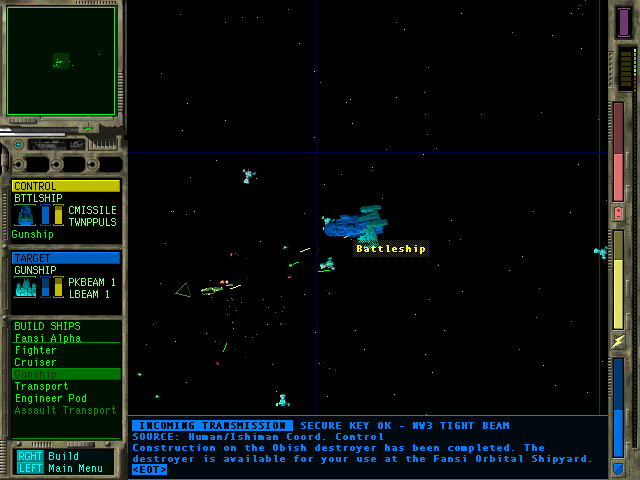 CONTROL
BTTLSHIP
CMISSILE
TWNPPULS
Gunship
TARGET
GUNSHIP
PKBEAM 1
LBEAM 1
BUILD SHIPS
Fansi Alpha
Fighter
Cruiser
Gunship
Transport
Engineer Pod
Assault Transport
RGHT Build
LEFT Main Menu
Battleship
INCOMING TRANSMISSION SECURE KEY OK - NW3 TIGHT BEAM
SOURCE: Human/Ishiman Coord. Control
Construction on the Obish destroyer has been completed. The
destroyer is available for your use at the Fansi Orbital Shipyard.
<EOT>